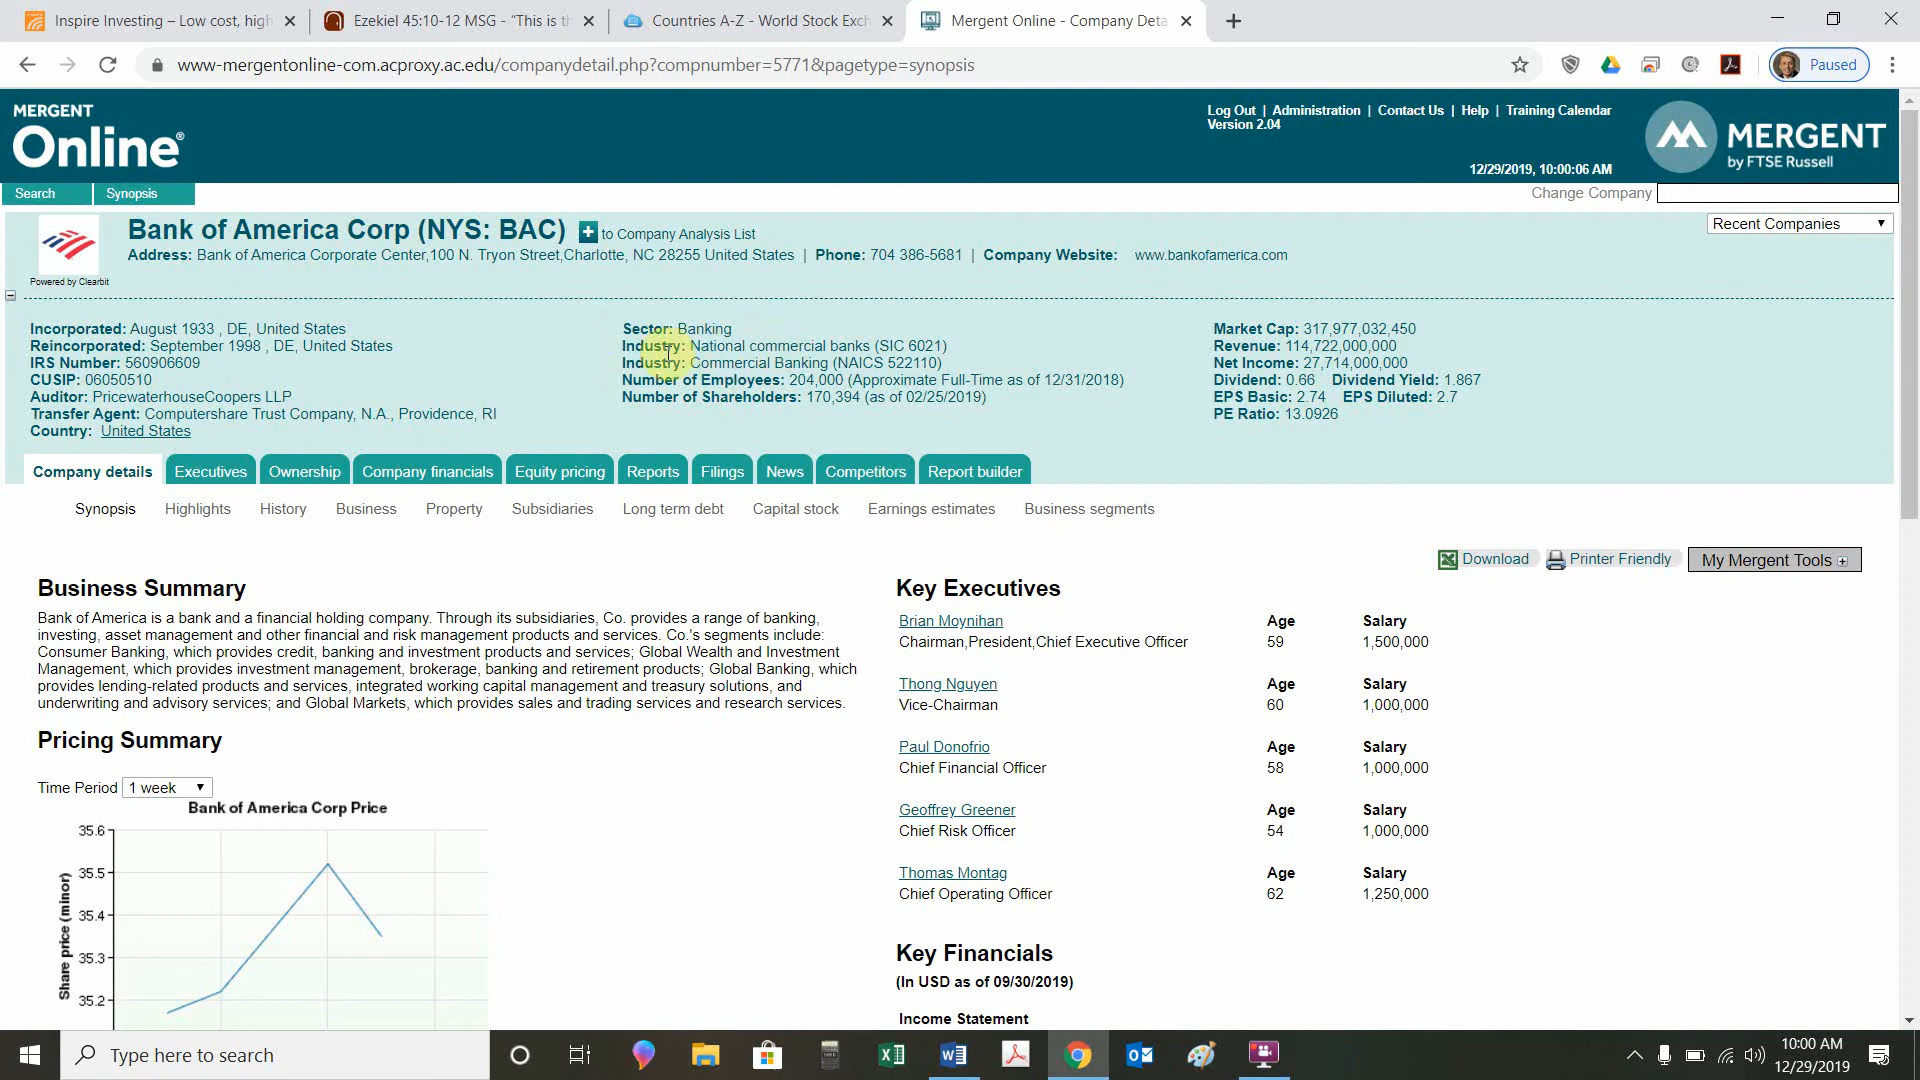 Inspire Investing – Low cost, high
Ezekiel 45:10-12 MSG - "This is th
Countries A-Z - World Stock Exch
Mergent Online - Company Deta
www-mergentonline-com.acproxy.ac.edu/companydetail.php?compnumber=5771&pagetype=synopsis
Paused
MERGENT
Online®
Log Out | Administration | Contact Us | Help | Training Calendar
Version 2.04
12/29/2019, 10:00:06 AM
MERGENT
by FTSE Russell
Search
Synopsis
Change Company
Bank of America Corp (NYS: BAC) to Company Analysis List
Recent Companies
Address: Bank of America Corporate Center,100 N. Tryon Street,Charlotte, NC 28255 United States | Phone: 704 386-5681 | Company Website: www.bankofamerica.com
Powered by Clearbit
Incorporated: August 1933 , DE, United States
Reincorporated: September 1998 , DE, United States
IRS Number: 560906609
CUSIP: 06050510
Auditor: PricewaterhouseCoopers LLP
Transfer Agent: Computershare Trust Company, N.A., Providence, RI
Country: United States
Sector: Banking
Industry: National commercial banks (SIC 6021)
Industry: Commercial Banking (NAICS 522110)
Number of Employees: 204,000 (Approximate Full-Time as of 12/31/2018)
Number of Shareholders: 170,394 (as of 02/25/2019)
Market Cap: 317,977,032,450
Revenue: 114,722,000,000
Net Income: 27,714,000,000
Dividend: 0.66 Dividend Yield: 1.867
EPS Basic: 2.74 EPS Diluted: 2.7
PE Ratio: 13.0926
Company details Executives Ownership Company financials Equity pricing Reports Filings News Competitors Report builder
Synopsis Highlights History Business Property Subsidiaries Long term debt Capital stock Earnings estimates Business segments
Download
Printer Friendly
My Mergent Tools
Business Summary
Bank of America is a bank and a financial holding company. Through its subsidiaries, Co. provides a range of banking,
investing, asset management and other financial and risk management products and services. Co.'s segments include:
Consumer Banking, which provides credit, banking and investment products and services; Global Wealth and Investment
Management, which provides investment management, brokerage, banking and retirement products; Global Banking, which
provides lending-related products and services, integrated working capital management and treasury solutions, and
underwriting and advisory services; and Global Markets, which provides sales and trading services and research services.
Pricing Summary
Time Period 1 week
Bank of America Corp Price
Share price (minor)
35.6
35.5
35.4
35.3
35.2
Key Executives
Brian Moynihan Age Salary
Chairman,President,Chief Executive Officer 59 1,500,000
Thong Nguyen Age Salary
Vice-Chairman 60 1,000,000
Paul Donofrio Age Salary
Chief Financial Officer 58 1,000,000
Geoffrey Greener Age Salary
Chief Risk Officer 54 1,000,000
Thomas Montag Age Salary
Chief Operating Officer 62 1,250,000
Key Financials
(In USD as of 09/30/2019)
Income Statement
Type here to search
10:00 AM
12/29/2019